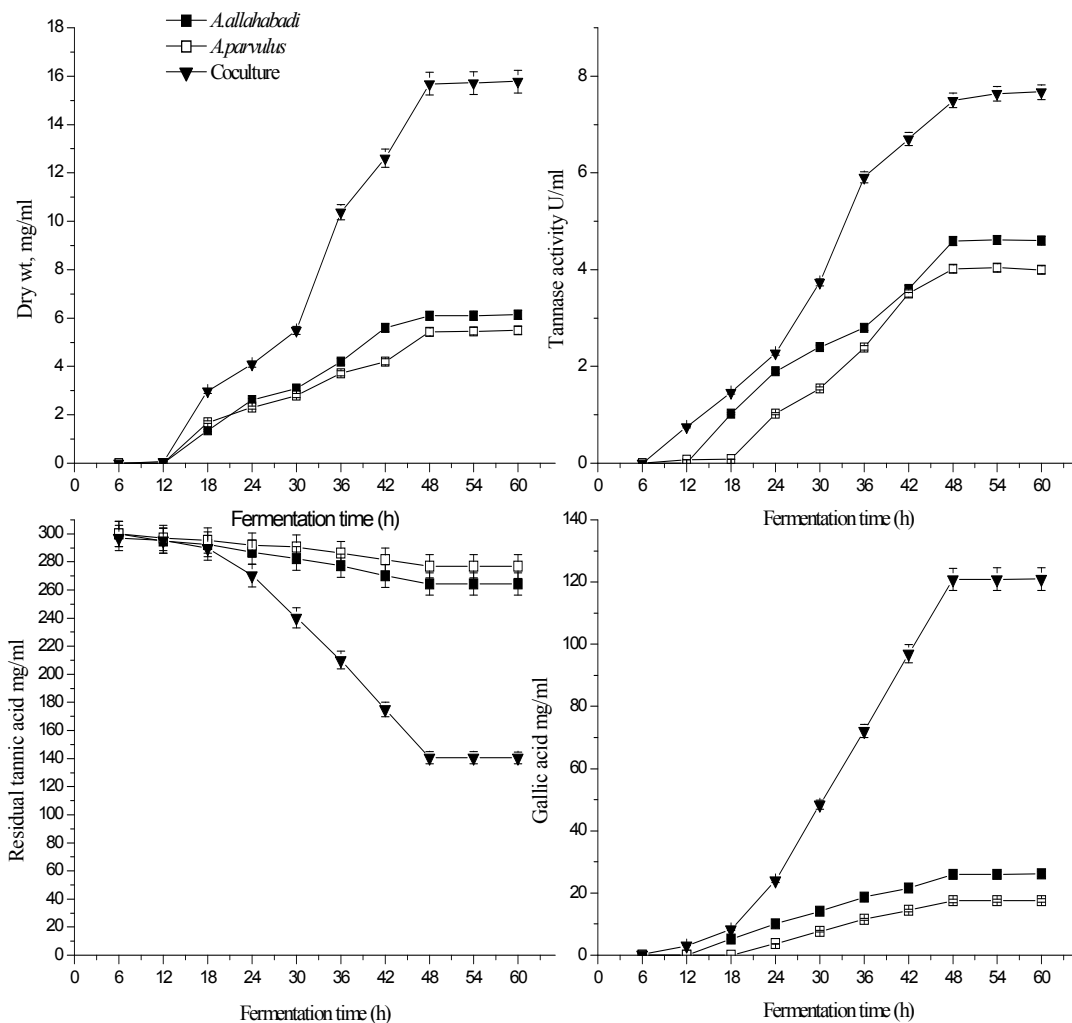 A.allahabadi
A.parvulus
Coculture
Dry wt, mg/ml
16
14
12
10
8
6
4
2
0
0 6 12 18 24 30 36 42 48 54 60
Fermentation time (h)
Tannase activity U/ml
8
6
4
2
0
0 6 12 18 24 30 36 42 48 54 60
Fermentation time (h)
Residual tannic acid mg/ml
300
280
260
240
220
200
180
160
140
120
100
80
60
40
20
0
0 6 12 18 24 30 36 42 48 54 60
Fermentation time (h)
Gallic acid mg/ml
140
120
100
80
60
40
20
0
0 6 12 18 24 30 36 42 48 54 60
Fermentation time (h)